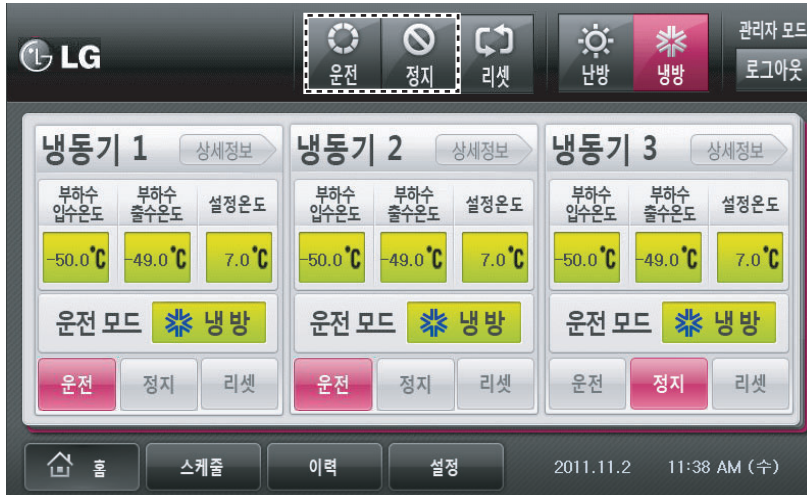 LG
운전
정지
리셋
난방
냉방
관리자 모드
로그아웃
냉동기 1
상세정보
부하수 입수온도
부하수 출수온도
설정온도
-50.0℃
-49.0℃
7.0℃
운전 모드
냉방
운전
정지
리셋
냉동기 2
상세정보
부하수 입수온도
부하수 출수온도
설정온도
-50.0℃
-49.0℃
7.0℃
운전 모드
냉방
운전
정지
리셋
냉동기 3
상세정보
부하수 입수온도
부하수 출수온도
설정온도
-50.0℃
-49.0℃
7.0℃
운전 모드
냉방
운전
정지
리셋
홈
스케줄
이력
설정
2011.11.2
11:38 AM (수)